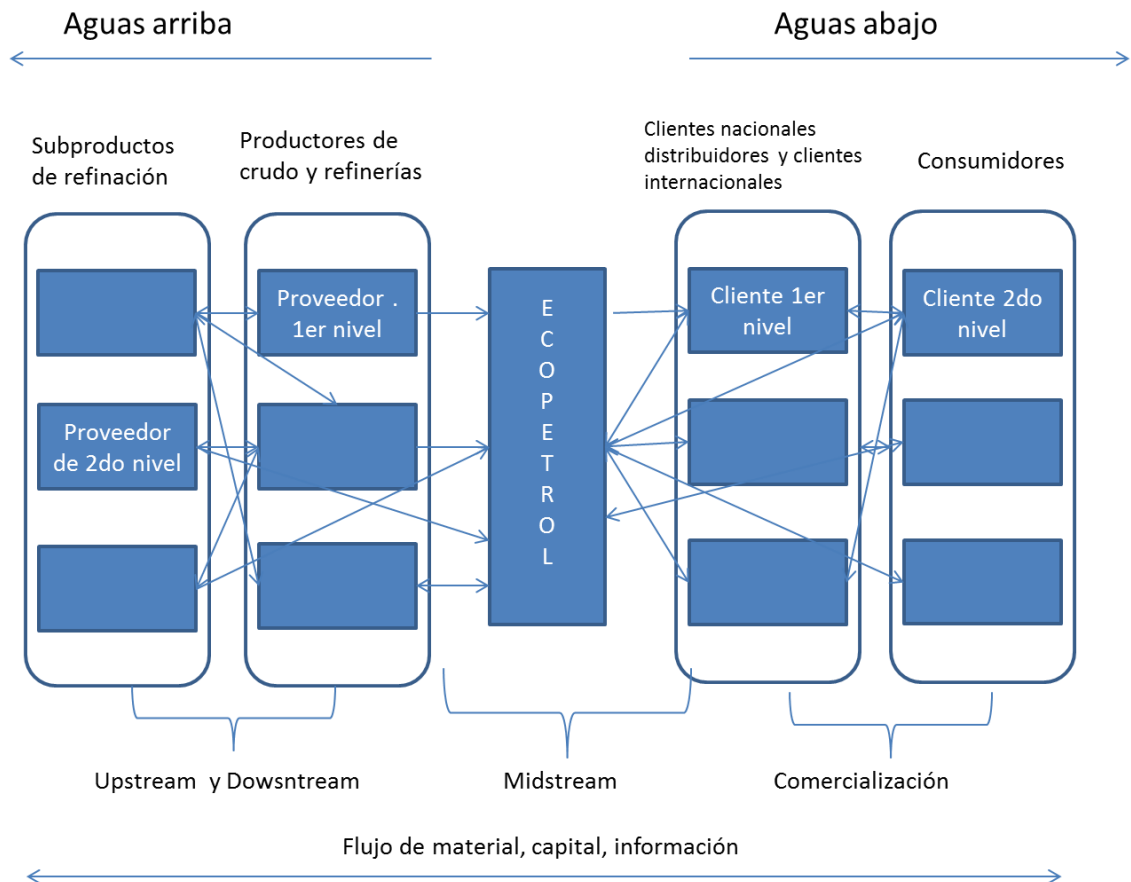 Aguas arriba
Aguas abajo
Subproductos
de refinación
Productores de
crudo y refinerías
Clientes nacionales
distribuidores y clientes
internacionales
Consumidores
Proveedor .
1er nivel
Proveedor
de 2do nivel
E
C
O
P
E
T
R
O
L
Cliente 1er
nivel
Cliente 2do
nivel
Upstream y Dowsntream
Midstream
Comercialización
Flujo de material, capital, información